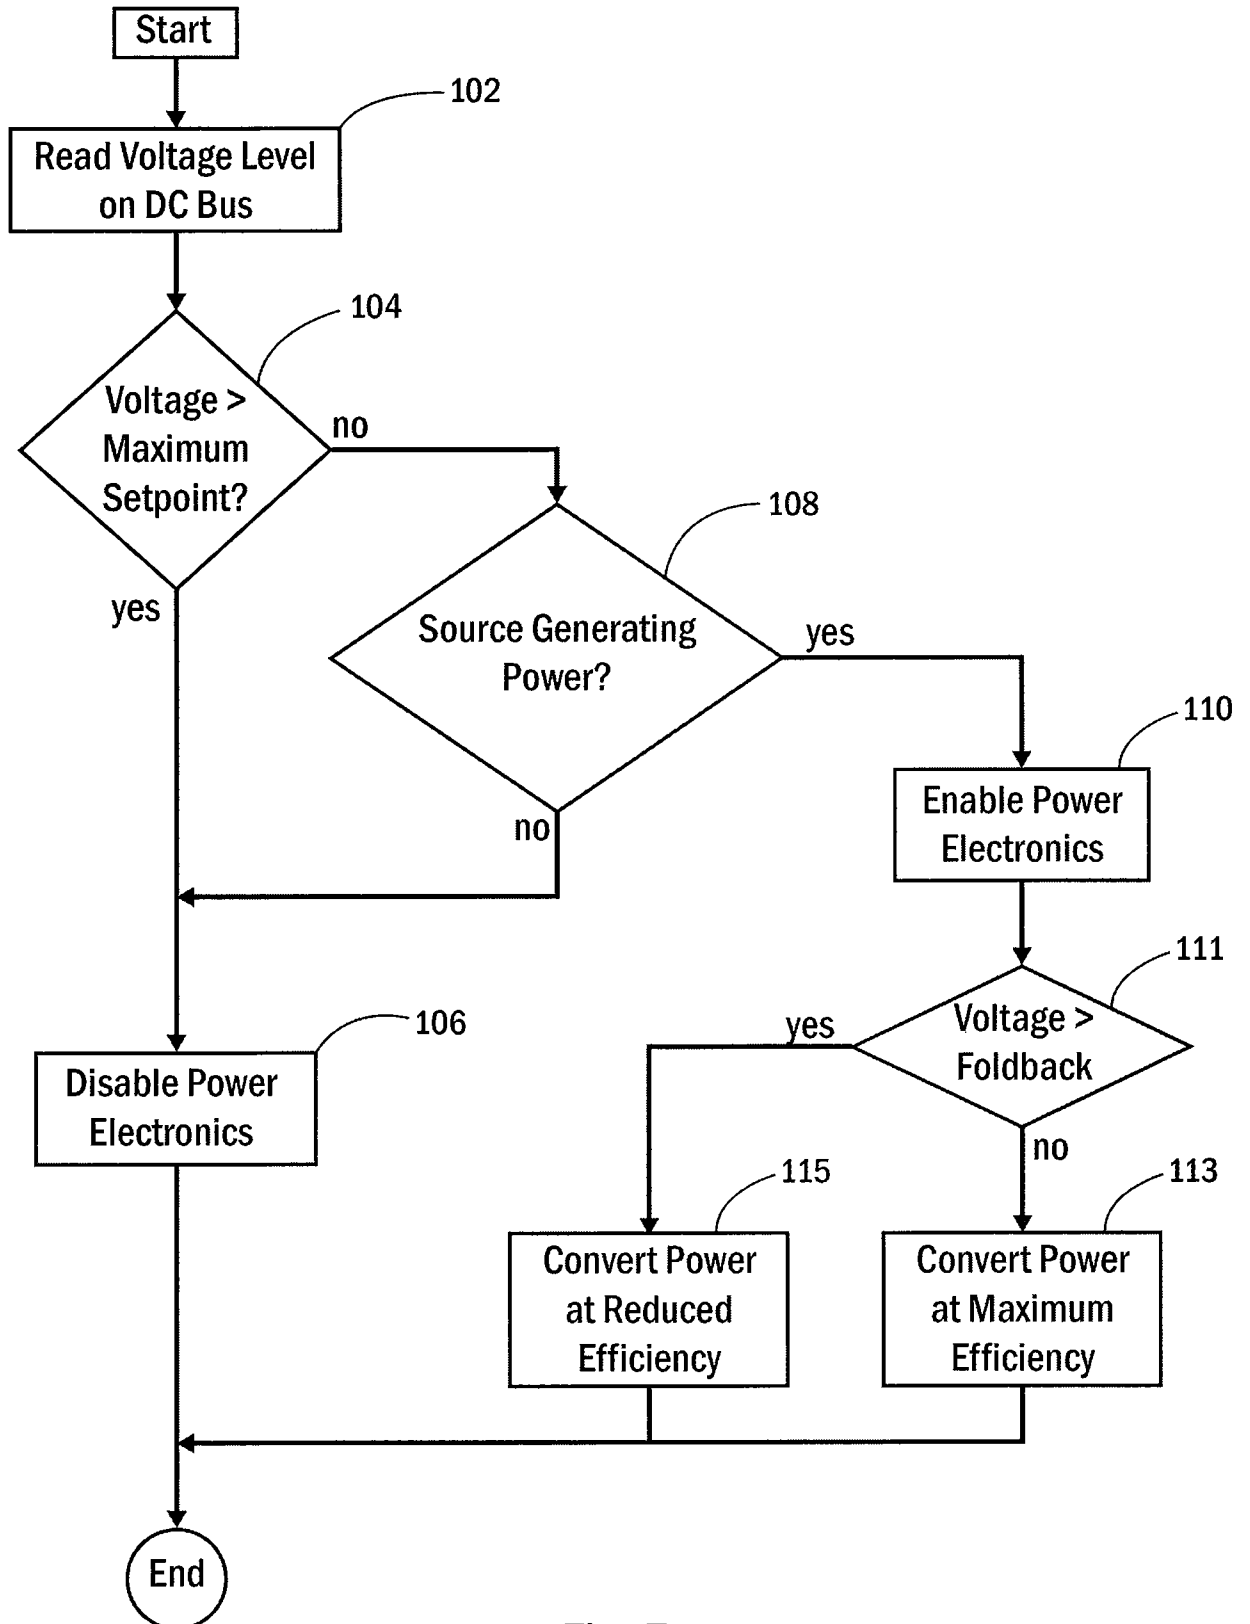 Start
102
Read Voltage Level
on DC Bus
104
Voltage >
Maximum
Setpoint?
no
yes
108
Source Generating
Power?
yes
no
110
Enable Power
Electronics
111
Voltage >
Foldback
yes
no
106
Disable Power
Electronics
115
Convert Power
at Reduced
Efficiency
113
Convert Power
at Maximum
Efficiency
End